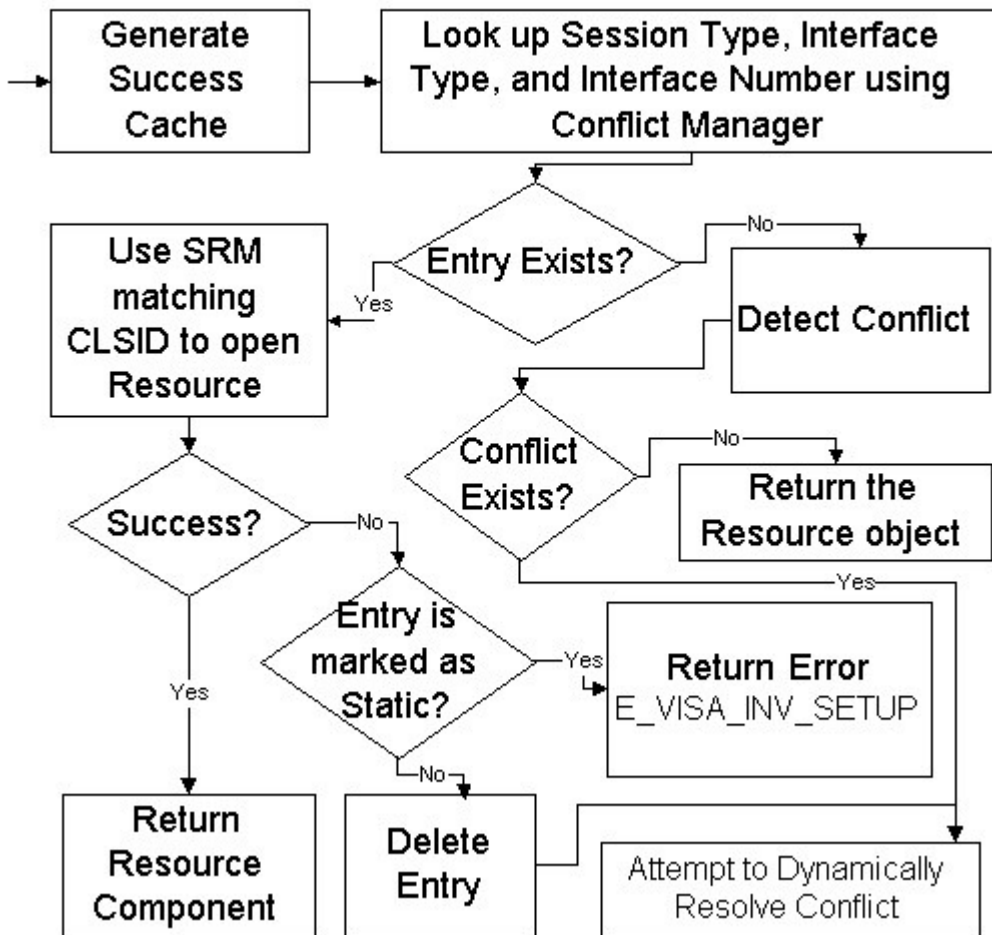 Generate
Success
Cache
Look up Session Type, Interface
Type, and Interface Number using
Conflict Manager
Entry Exists?
No
Yes
Use SRM
matching
CLSID to open
Resource
Detect Conflict
Conflict
Exists?
No
Return the
Resource object
Yes
Success?
No
Entry is
marked as
Static?
Yes
Return Error
E_VISA_INV_SETUP
Yes
No
Return
Resource
Component
Delete
Entry
Attempt to Dynamically
Resolve Conflict